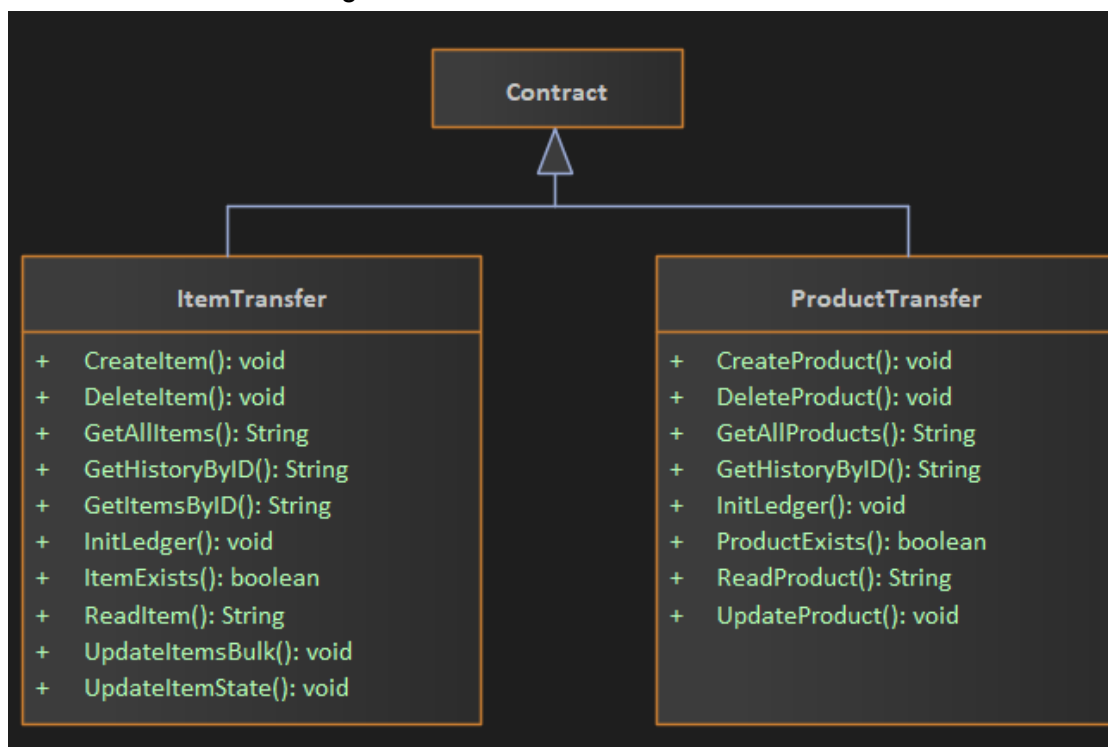 Contract
ItemTransfer
+ CreateItem(): void
+ DeleteItem(): void
+ GetAllItems(): String
+ GetHistoryByID(): String
+ GetItemsByID(): String
+ InitLedger(): void
+ ItemExists(): boolean
+ ReadItem(): String
+ UpdateItemsBulk(): void
+ UpdateItemState(): void
ProductTransfer
+ CreateProduct(): void
+ DeleteProduct(): void
+ GetAllProducts(): String
+ GetHistoryByID(): String
+ InitLedger(): void
+ ProductExists(): boolean
+ ReadProduct(): String
+ UpdateProduct(): void